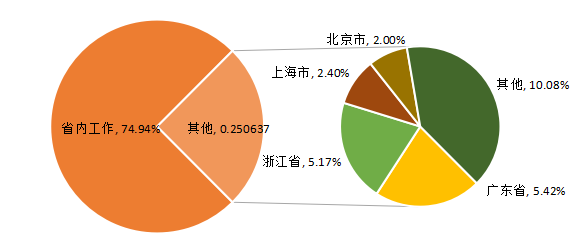 北京市, 2.00%
上海市, 2.40%
其他, 10.08%
省内工作, 74.94%
其他, 0.250637
浙江省, 5.17%
广东省, 5.42%